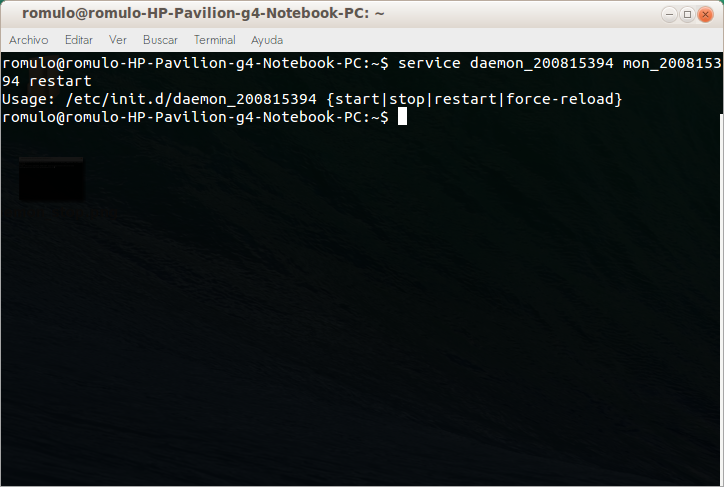 romulo@romulo-HP-Pavilion-g4-Notebook-PC: ~
Archivo Editar Ver Buscar Terminal Ayuda
romulo@romulo-HP-Pavilion-g4-Notebook-PC:~$ service daemon_200815394 mon_2008153
94 restart
Usage: /etc/init.d/daemon_200815394 {start|stop|restart|force-reload}
romulo@romulo-HP-Pavilion-g4-Notebook-PC:~$